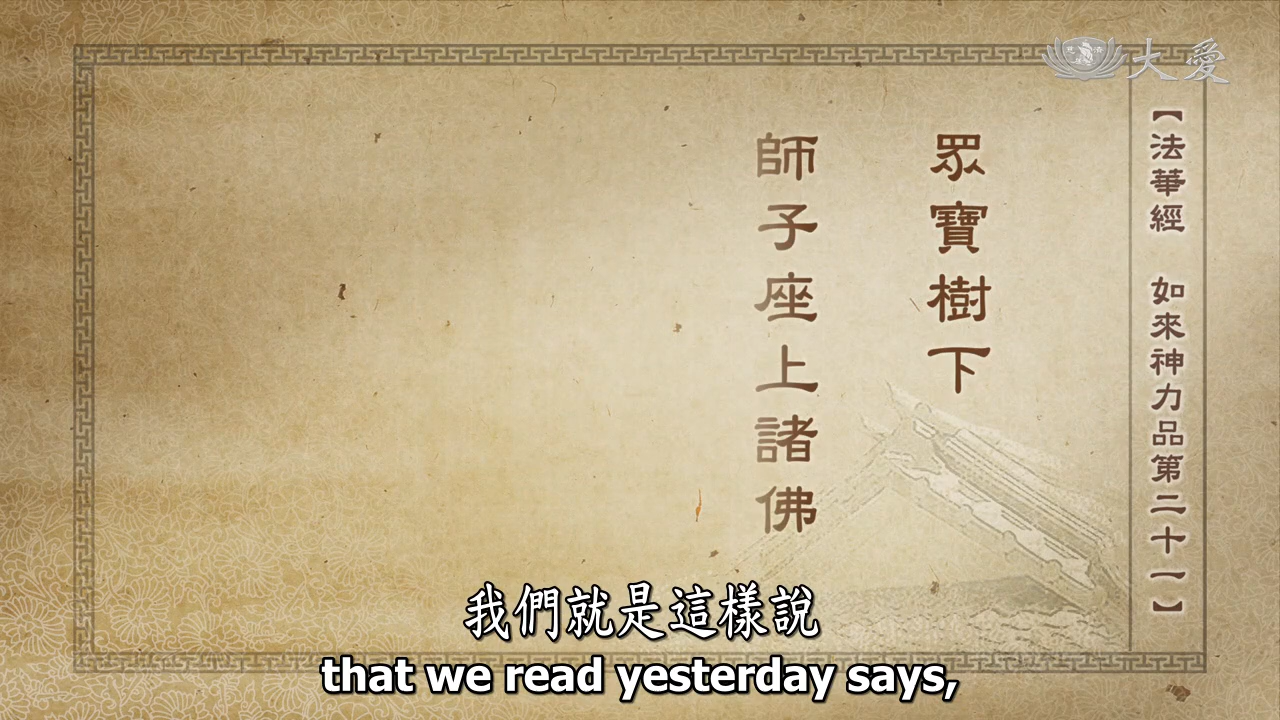 大愛
【法華經 如來神力品第二十一】
眾寶樹下
師子座上諸佛
我們就是這樣說
that we read yesterday says,